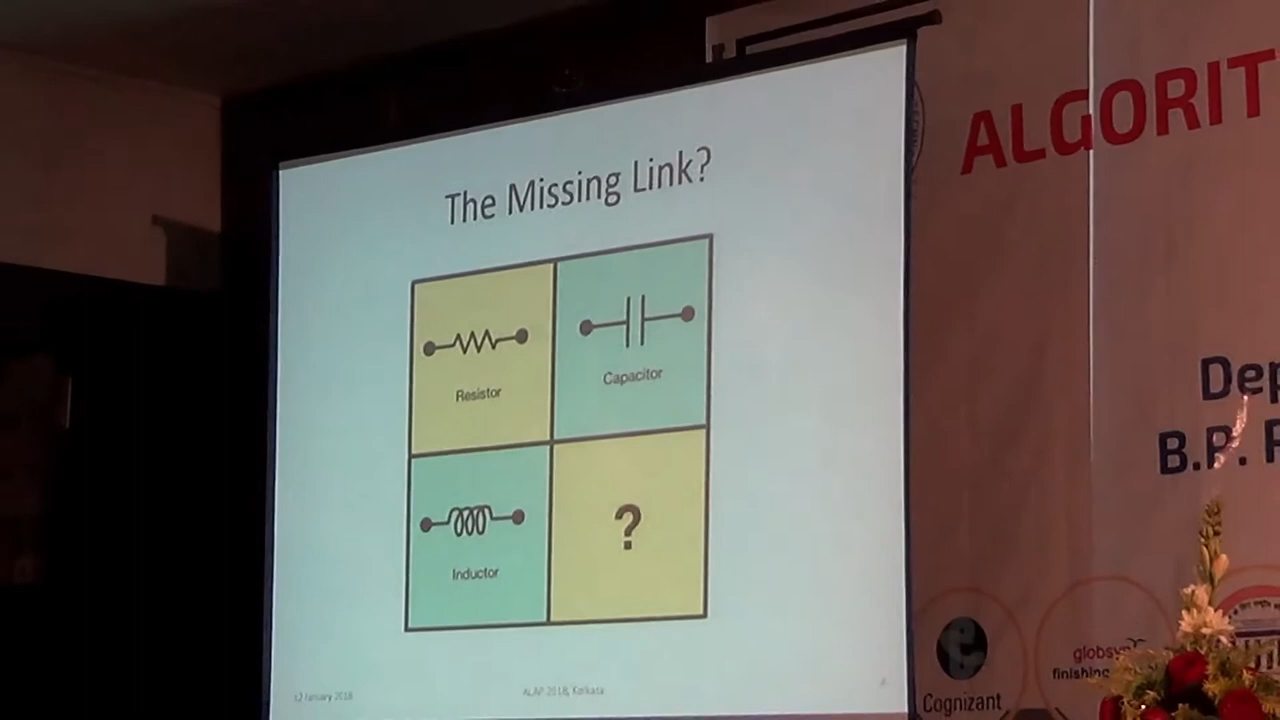 The Missing Link?
Resistor
Capacitor
Inductor
?
12 January 2018
ALAP 2018, Kolkata
ALGORIT
Dep
B.P.
Cognizant
globsyn
finishing